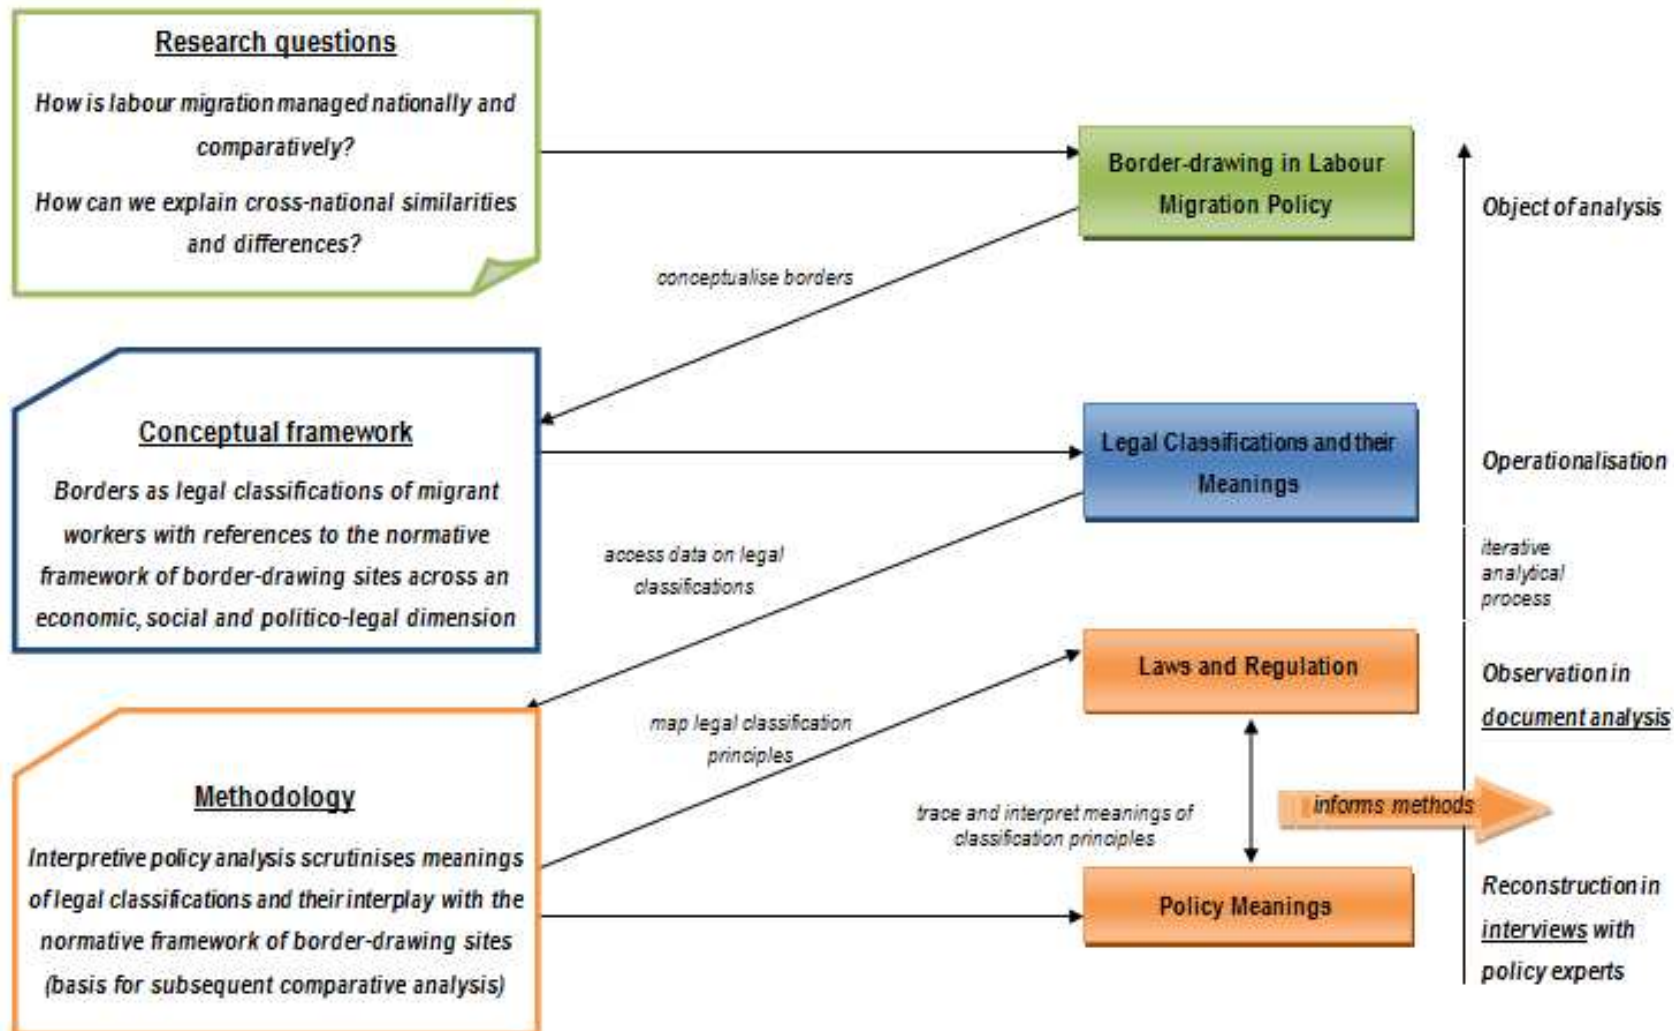 Research questions
How is labour migration managed nationally and
comparatively?
How can we explain cross-national similarities
and differences?
Border-drawing in Labour
Migration Policy
Object of analysis
conceptualise borders
Conceptual framework
Borders as legal classifications of migrant
workers with references to the normative
framework of border-drawing sites across an
economic, social and politico-legal dimension
Legal Classifications and their
Meanings
Operationalisation
access data on legal
classifications
iterative
analytical
process
Laws and Regulation
Observation in
document analysis
map legal classification
principles
Methodology
Interpretive policy analysis scrutinises meanings
of legal classifications and their interplay with the
normative framework of border-drawing sites
(basis for subsequent comparative analysis)
trace and interpret meanings of
classification principles
informs methods
Policy Meanings
Reconstruction in
interviews with
policy experts